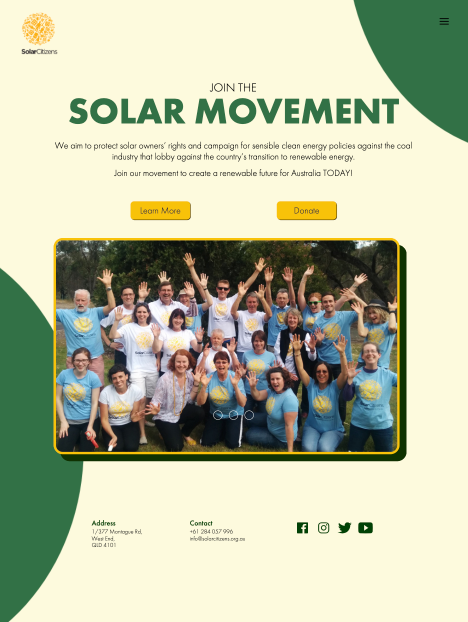 SolarCitizens
JOIN THE
SOLAR MOVEMENT
We aim to protect solar owners' rights and campaign for sensible clean energy policies against the coal
industry that lobby against the country's transition to renewable energy.
Join our movement to create a renewable future for Australia TODAY!
Learn More
Donate
Address
1/377 Montague Rd,
West End,
QLD 4101
Contact
+61 284 057 996
info@solarcitizens.org.au